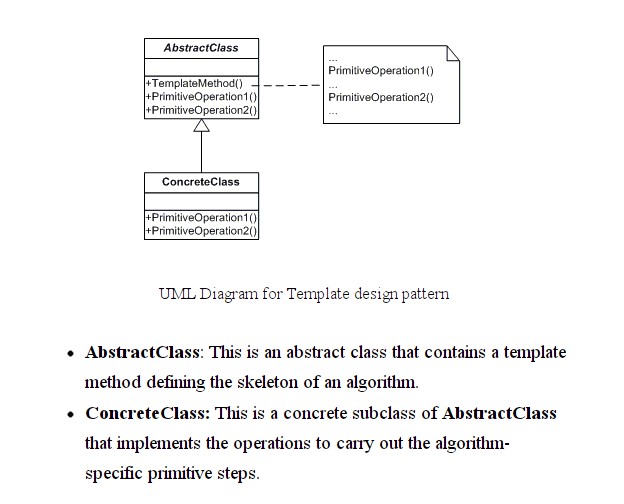 AbstractClass
+TemplateMethod()
+PrimitiveOperation1()
+PrimitiveOperation2()
...
PrimitiveOperation1()
...
PrimitiveOperation2()
...
ConcreteClass
+PrimitiveOperation1()
+PrimitiveOperation2()
UML Diagram for Template design pattern
• AbstractClass: This is an abstract class that contains a template
method defining the skeleton of an algorithm.
• ConcreteClass: This is a concrete subclass of AbstractClass
that implements the operations to carry out the algorithm-
specific primitive steps.